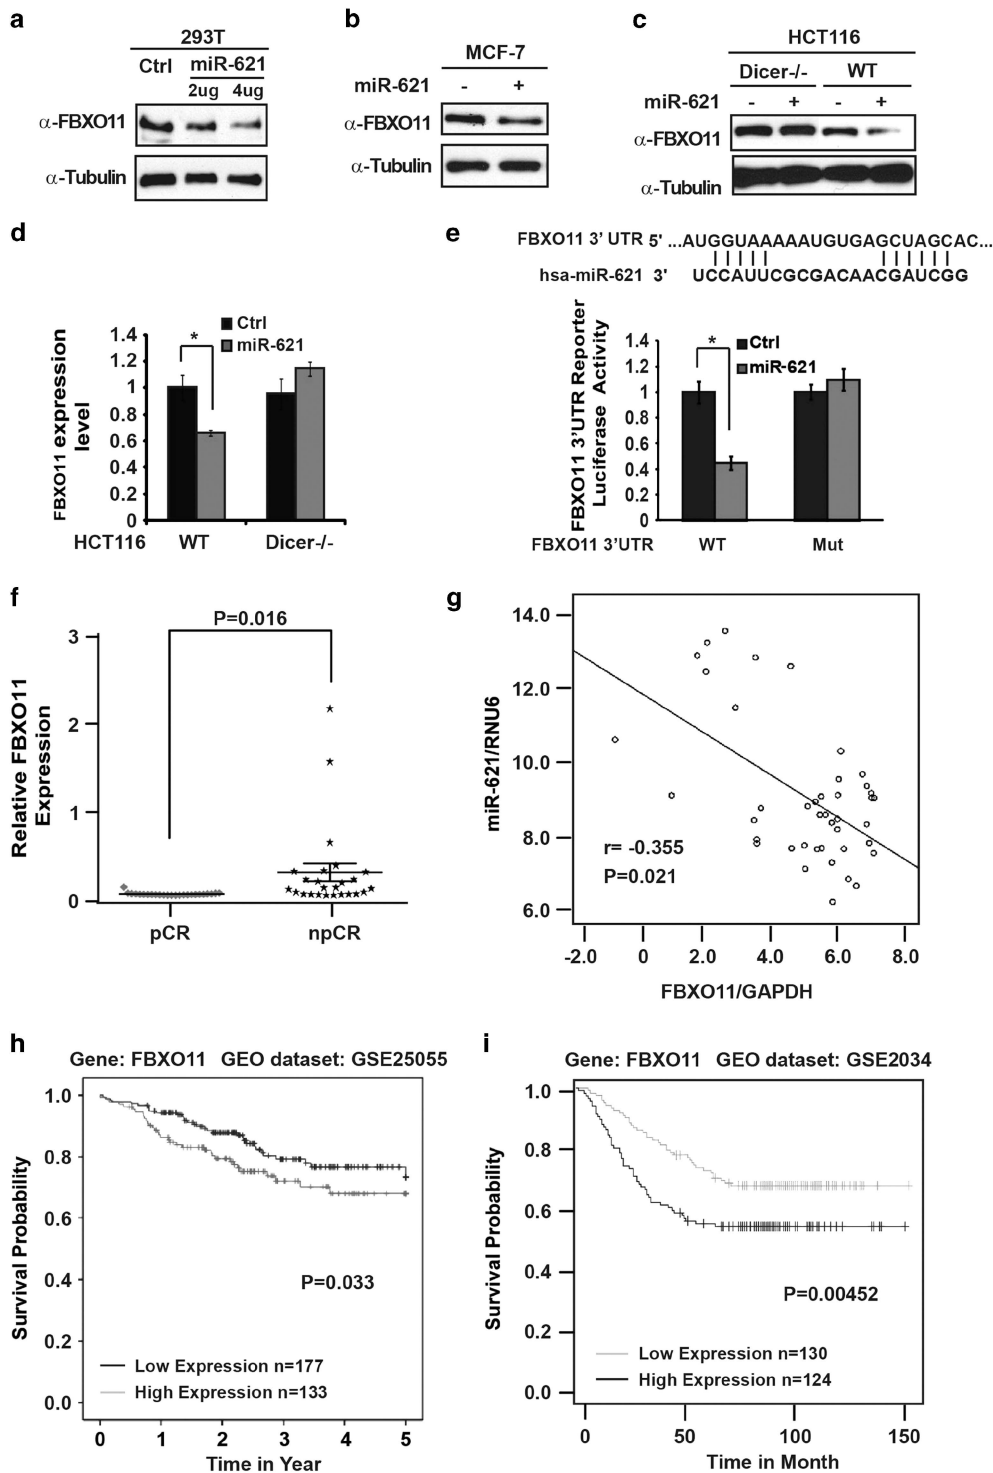 a
293T
Ctrl miR-621
2ug 4ug
α-FBXO11
α-Tubulin
b
MCF-7
miR-621 - +
α-FBXO11
α-Tubulin
c
HCT116
Dicer-/- WT
miR-621 - + - +
α-FBXO11
α-Tubulin
d
FBXO11 expression
level
1.4
1.2
1
0.8
0.6
0.4
0.2
0
*
Ctrl
miR-621
HCT116 WT Dicer-/-
e
FBXO11 3' UTR 5' ...AUGGUAAAAAUGUGAGCUAGCAC...
hsa-miR-621 3' UCCAUUCGCGACAACGAUCGG
FBXO11 3'UTR Reporter
Luciferase Activity
1.4
1.2
1
0.8
0.6
0.4
0.2
0
*
Ctrl
miR-621
FBXO11 3'UTR WT Mut
f
Relative FBXO11
Expression
3
2
1
0
P=0.016
pCR npCR
g
miR-621/RNU6
14.0
12.0
10.0
8.0
6.0
r= -0.355
P=0.021
-2.0 0 2.0 4.0 6.0 8.0
FBXO11/GAPDH
h
Gene: FBXO11 GEO dataset: GSE25055
Survival Probability
1.0
0.8
0.6
0.4
0.2
0.0
P=0.033
Low Expression n=177
High Expression n=133
0 1 2 3 4 5
Time in Year
i
Gene: FBXO11 GEO dataset: GSE2034
Survival Probability
1.0
0.8
0.6
0.4
0.2
0.0
P=0.00452
Low Expression n=130
High Expression n=124
0 50 100 150
Time in Month